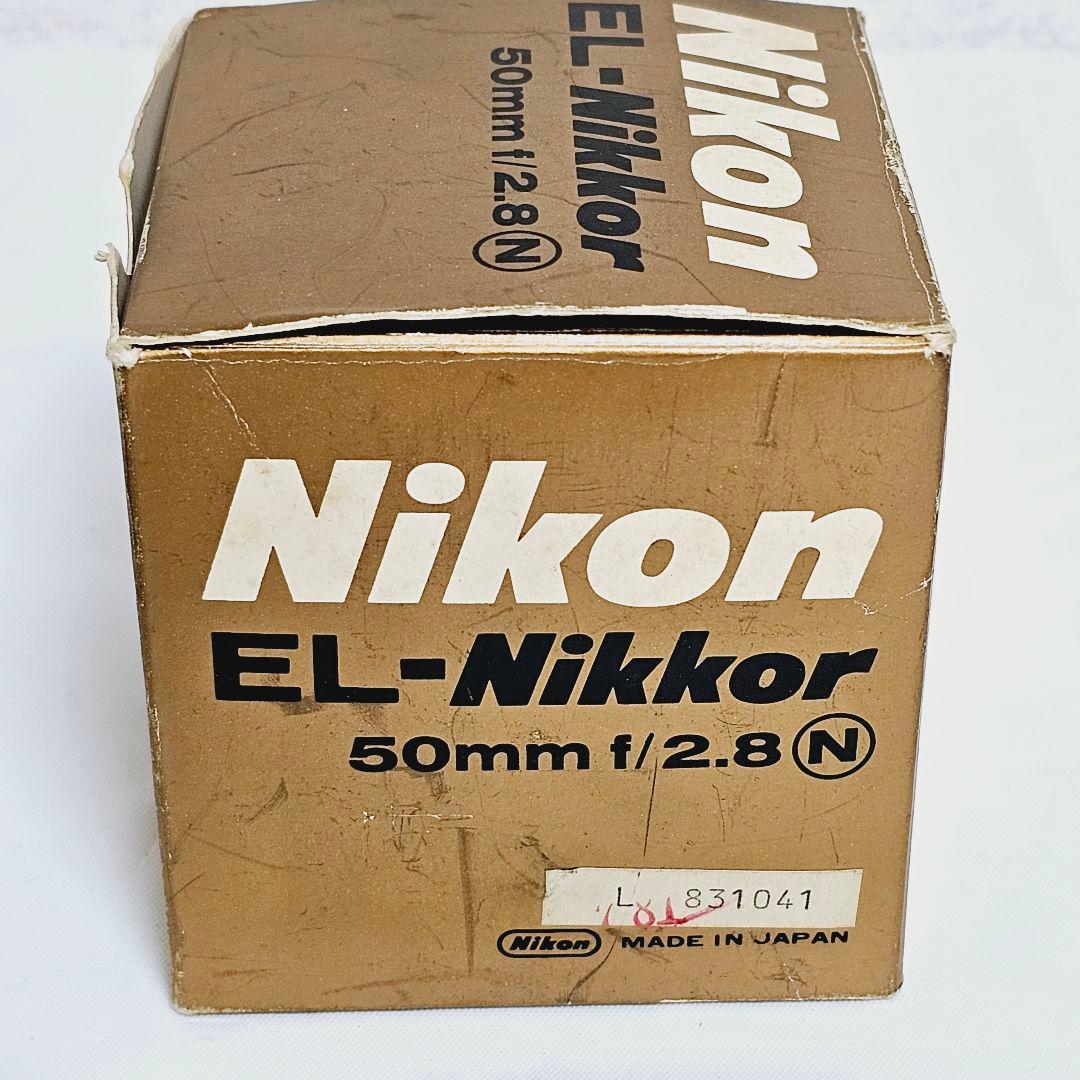 Nikon
EL-Nikkor
50mm f/2.8 N
Nikon
EL-Nikkor
50mm f/2.8 N
L 831041
Nikon MADE IN JAPAN